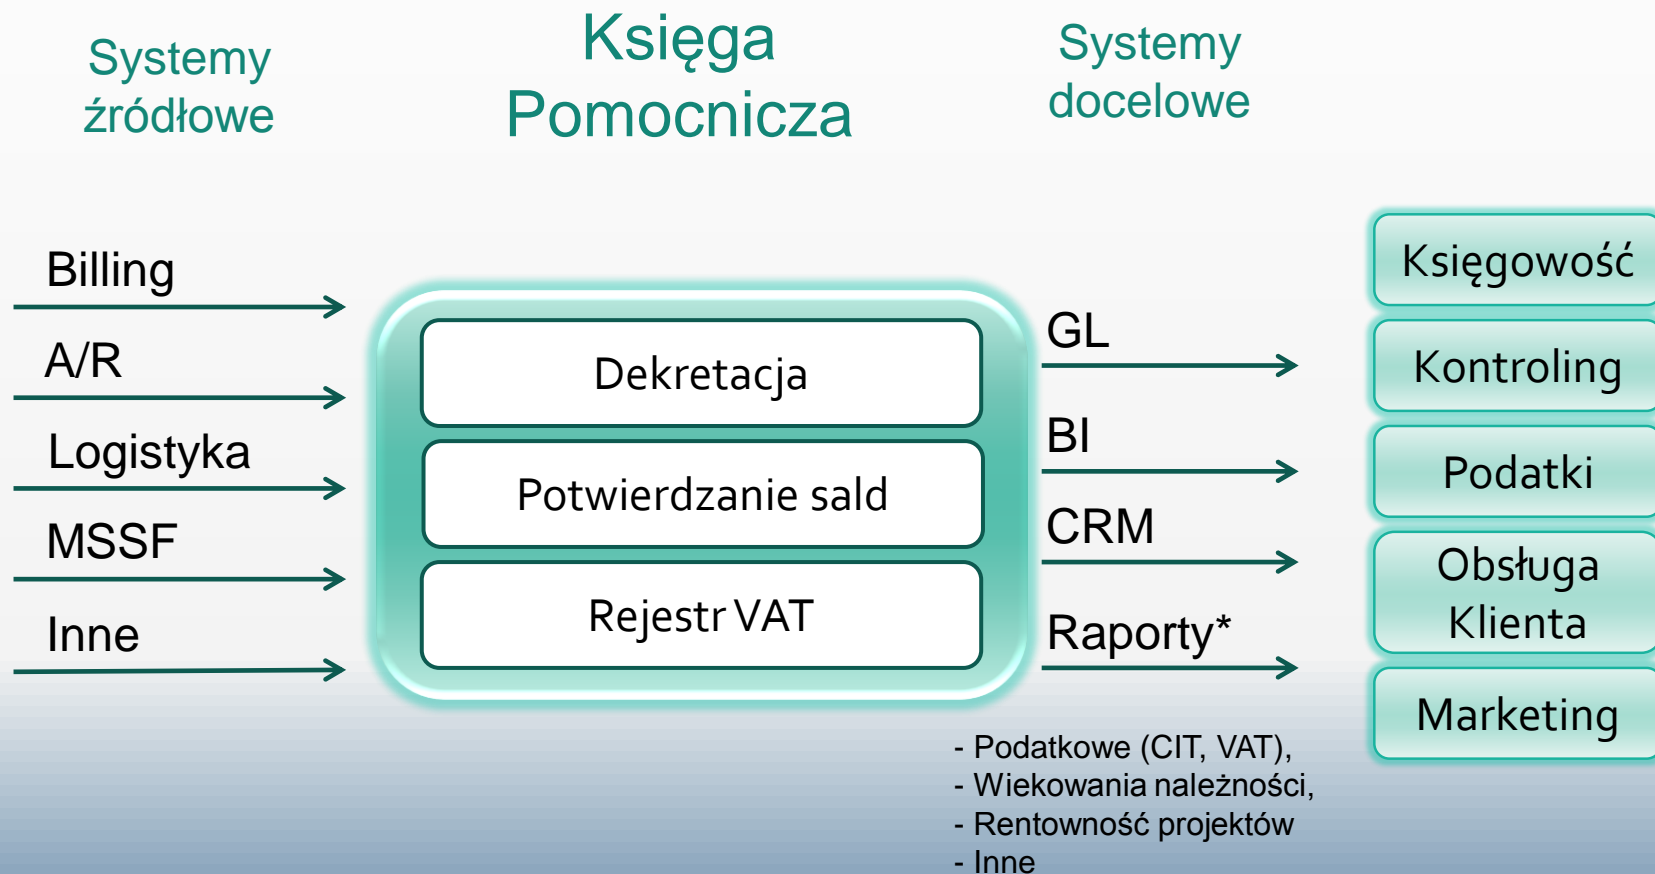 Systemy
źródłowe
Księga
Pomocnicza
Systemy
docelowe
Billing
A/R
Logistyka
MSSF
Inne
Dekretacja
Potwierdzanie sald
Rejestr VAT
GL
BI
CRM
Raporty*
- Podatkowe (CIT, VAT),
- Wiekowania należności,
- Rentowność projektów
- Inne
Księgowość
Kontroling
Podatki
Obsługa
Klienta
Marketing